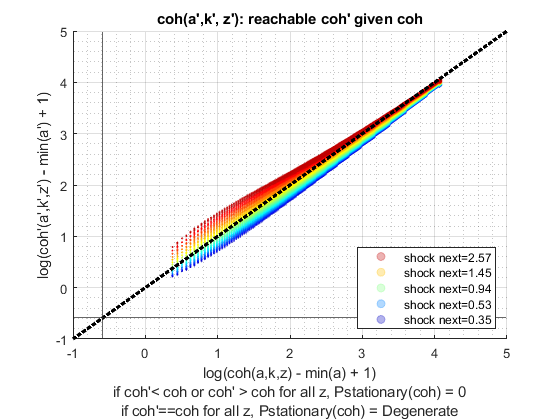 coh(a',k', z'): reachable coh' given coh
log(coh'(a',k',z') - min(a') + 1)
5
4
3
2
1
0
-1
shock next=2.57
shock next=1.45
shock next=0.94
shock next=0.53
shock next=0.35
-1 0 1 2 3 4 5
log(coh(a,k,z) - min(a) + 1)
if coh'< coh or coh' > coh for all z, Pstationary(coh) = 0
if coh'==coh for all z, Pstationary(coh) = Degenerate